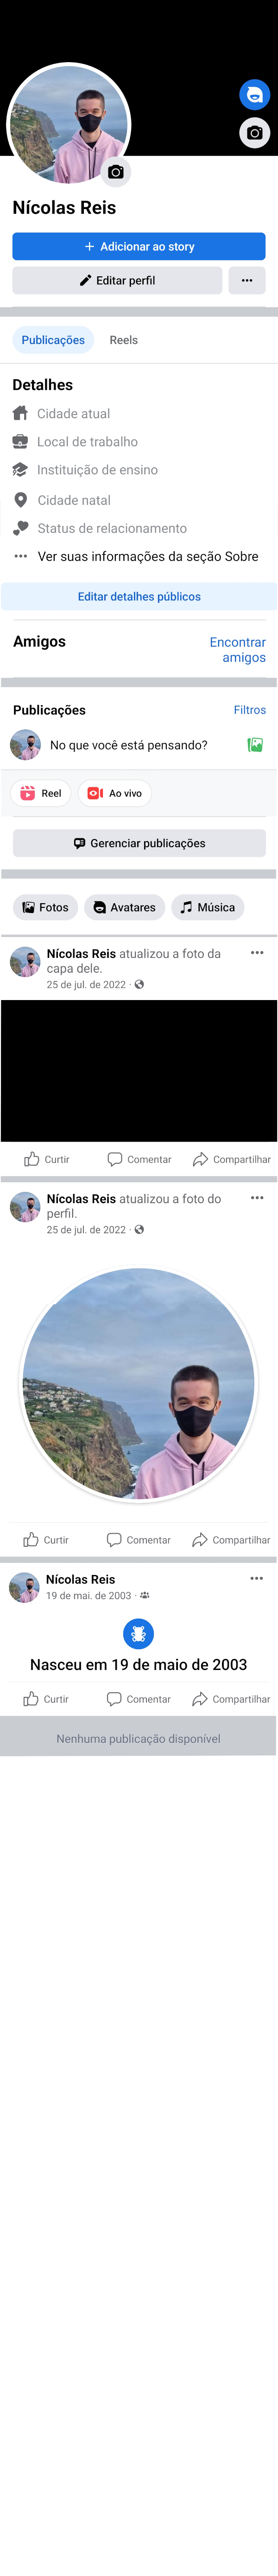 Nícolas Reis
+ Adicionar ao story
Editar perfil
Publicações Reels
Detalhes
Cidade atual
Local de trabalho
Instituição de ensino
Cidade natal
Status de relacionamento
Ver suas informações da seção Sobre
Editar detalhes públicos
Amigos
Encontrar
amigos
Publicações Filtros
No que você está pensando?
Reel Ao vivo
Gerenciar publicações
Fotos Avatares Música
Nícolas Reis atualizou a foto da
capa dele.
25 de jul. de 2022 ·
Curtir Comentar Compartilhar
Nícolas Reis atualizou a foto do
perfil.
25 de jul. de 2022 ·
Curtir Comentar Compartilhar
Nícolas Reis
19 de mai. de 2003 ·
Nasceu em 19 de maio de 2003
Curtir Comentar Compartilhar
Nenhuma publicação disponível